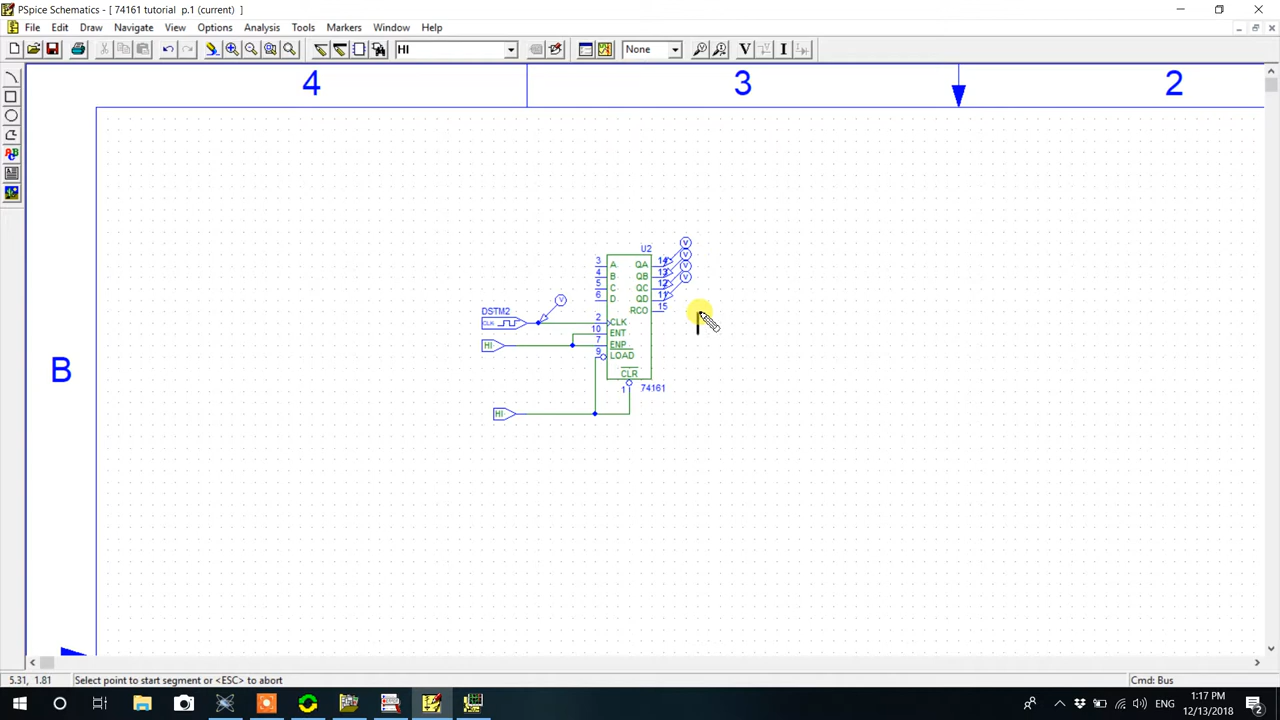 PSpice Schematics - [ 74161 tutorial p.1 (current) ]
File Edit Draw Navigate View Options Analysis Tools Markers Window Help
HI None V I
4 3 2
B
U2
3 A QA 14
4 B QB 13
5 C QC 12
6 D QD 11
RCO 15
DSTM2
CLK 2 CLK
10 ENT
HI 7 ENP
9 LOAD
CLR
1 74161
HI
V
V
V
V
V
5.31, 1.81 Select point to start segment or <ESC> to abort Cmd: Bus
ENG 1:17 PM
12/13/2018 2